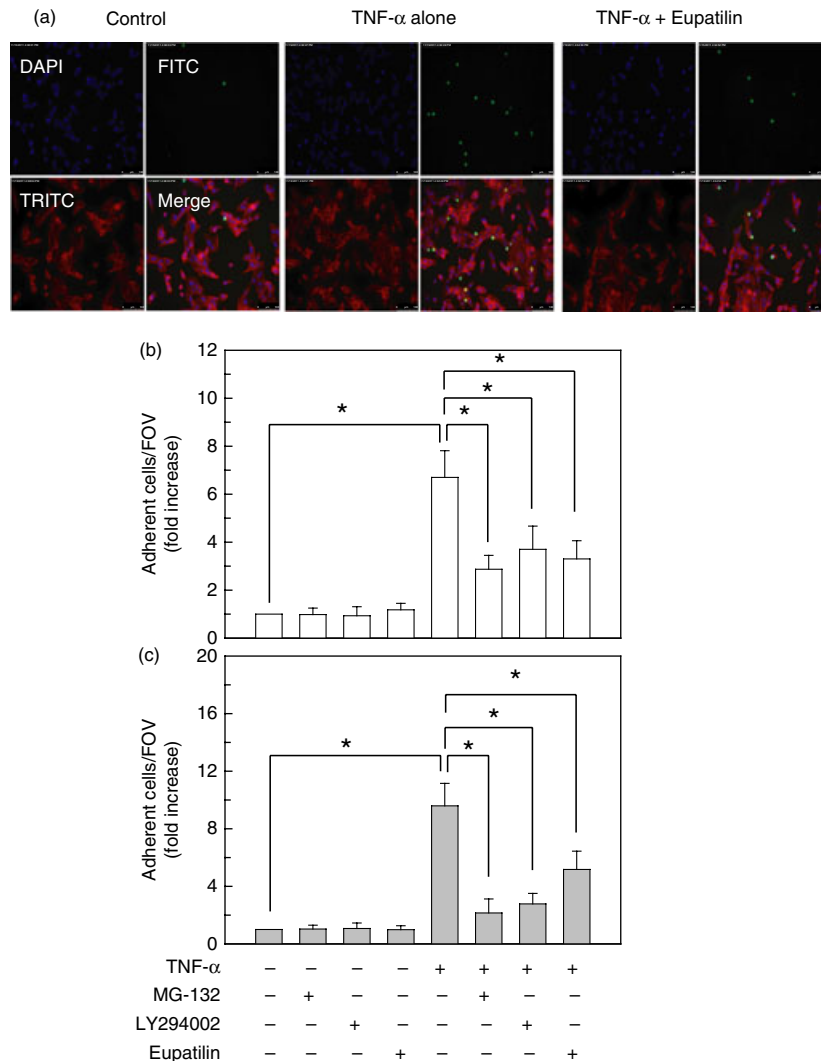 (a) Control TNF-α alone TNF-α + Eupatilin
DAPI FITC
TRITC Merge
(b)
12
10
8
6
4
2
0
Adherent cells/FOV
(fold increase)
* * * *
(c)
20
16
12
8
4
0
Adherent cells/FOV
(fold increase)
* * * *
TNF-α – – – – + + + +
MG-132 – + – – – + – –
LY294002 – – + – – – + –
Eupatilin – – – + – – – +